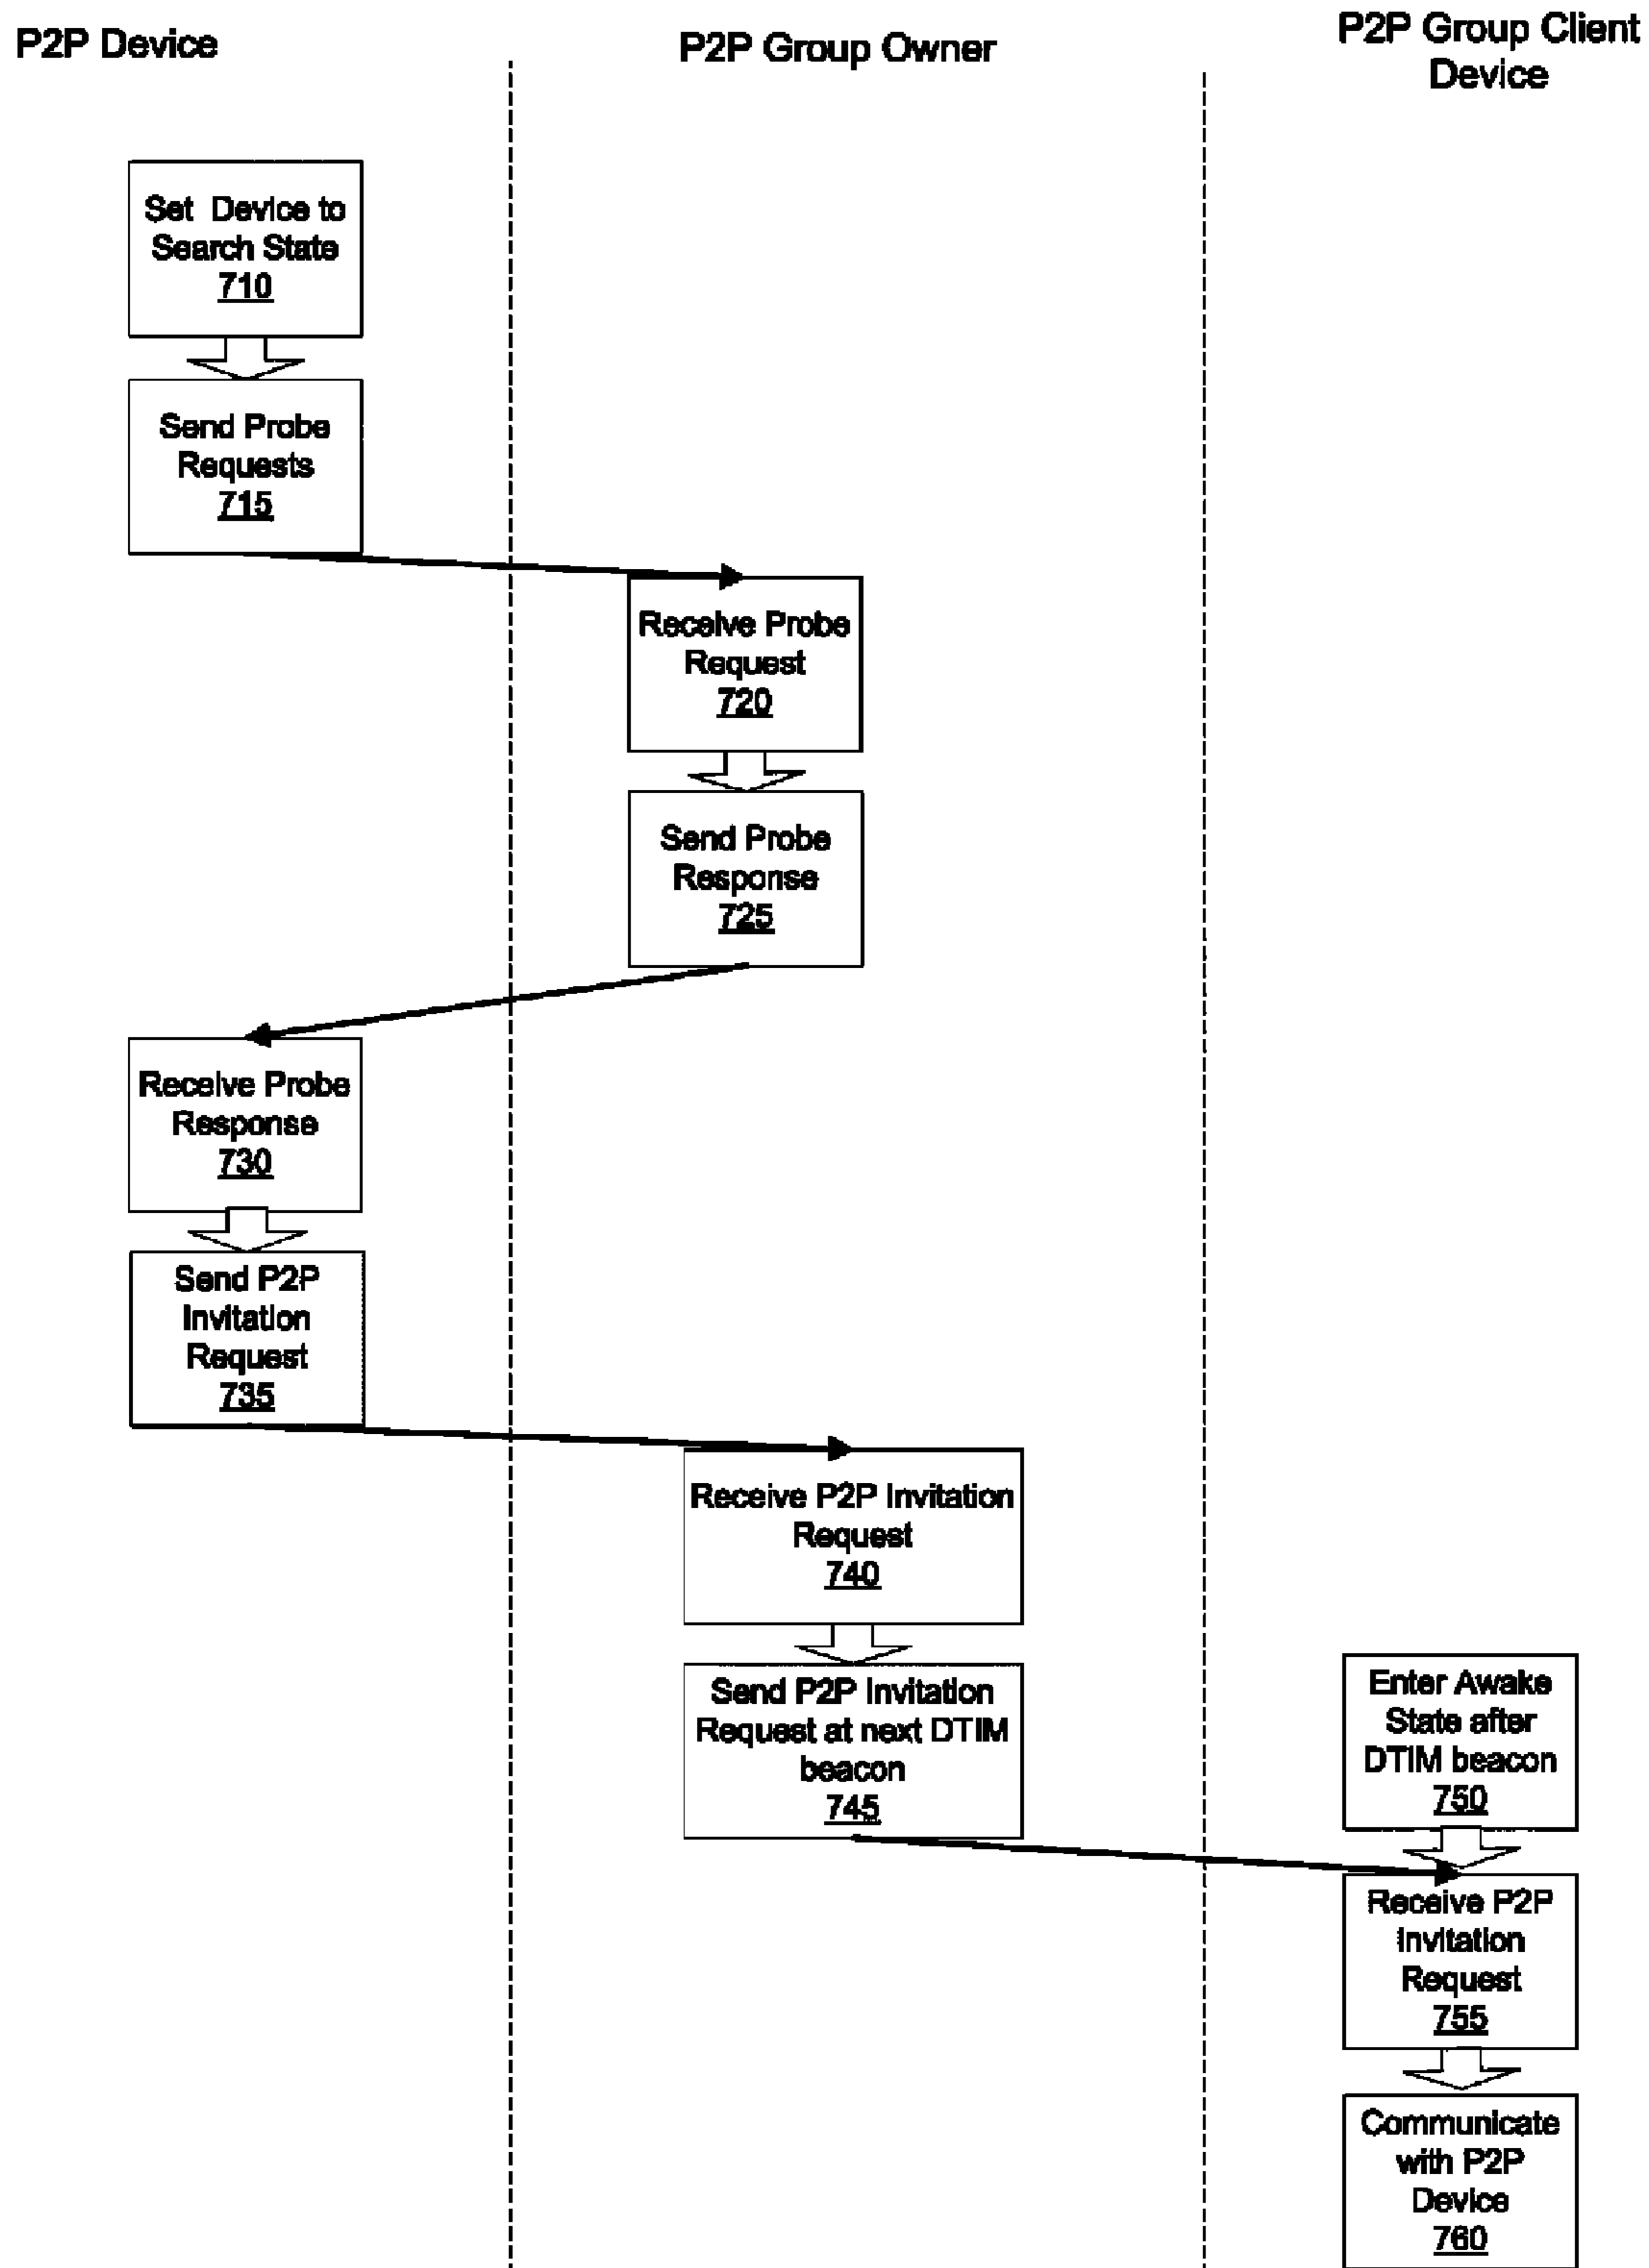 P2P Device
P2P Group Owner
P2P Group Client
Device
Set Device to
Search State
710
Send Probe
Requests
715
Receive Probe
Request
720
Send Probe
Response
725
Receive Probe
Response
730
Send P2P
Invitation
Request
735
Receive P2P Invitation
Request
740
Send P2P Invitation
Request at next DTIM
beacon
745
Enter Awake
State after
DTIM beacon
750
Receive P2P
Invitation
Request
755
Communicate
with P2P
Device
760